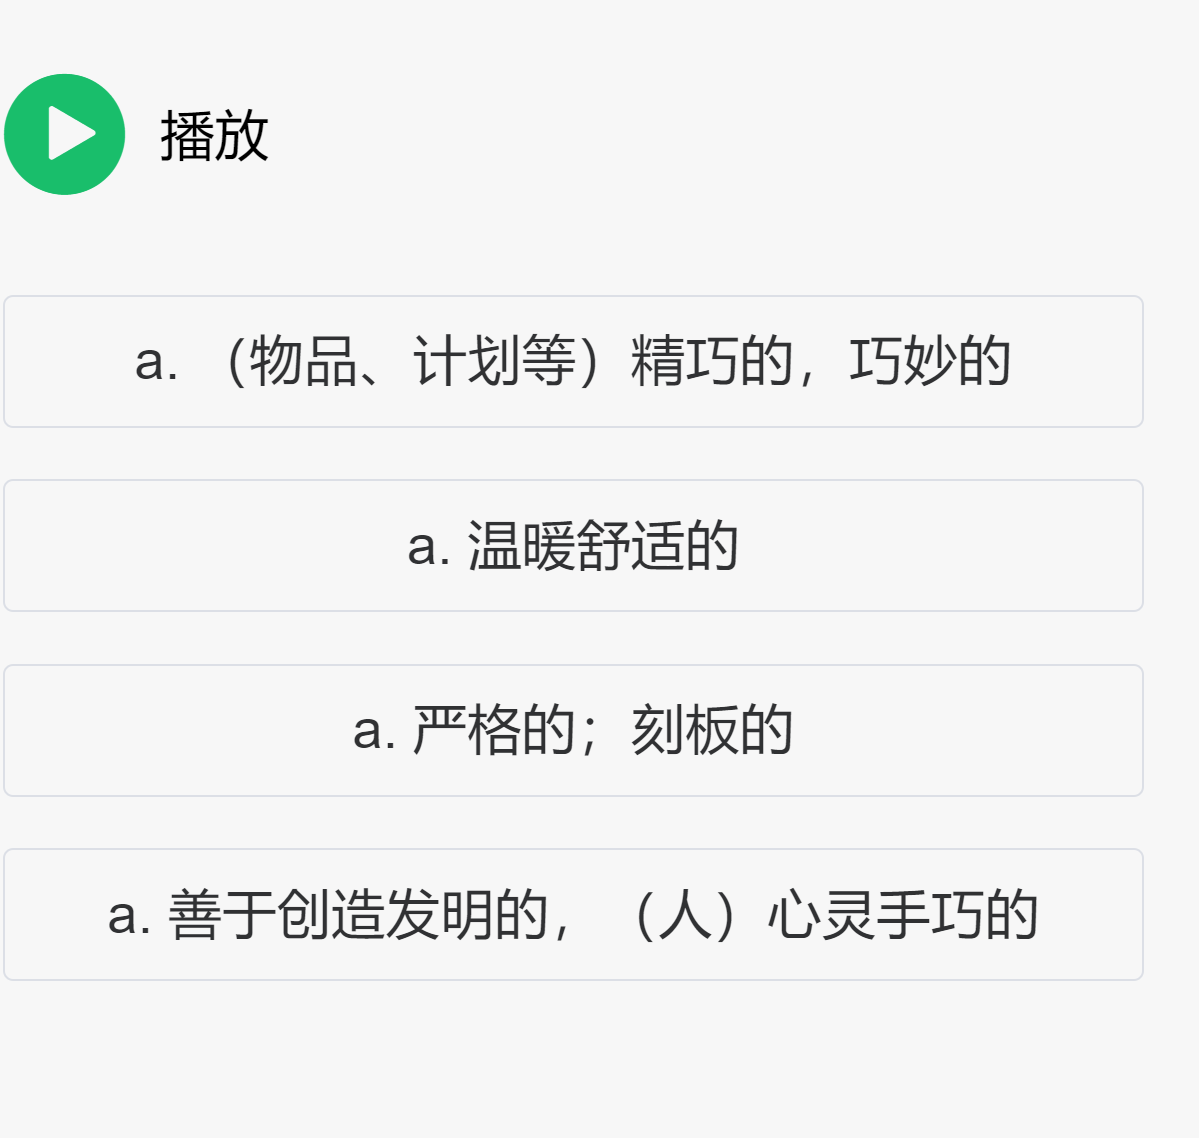 播放
a. （物品、计划等）精巧的，巧妙的
a. 温暖舒适的
a. 严格的；刻板的
a. 善于创造发明的，（人）心灵手巧的